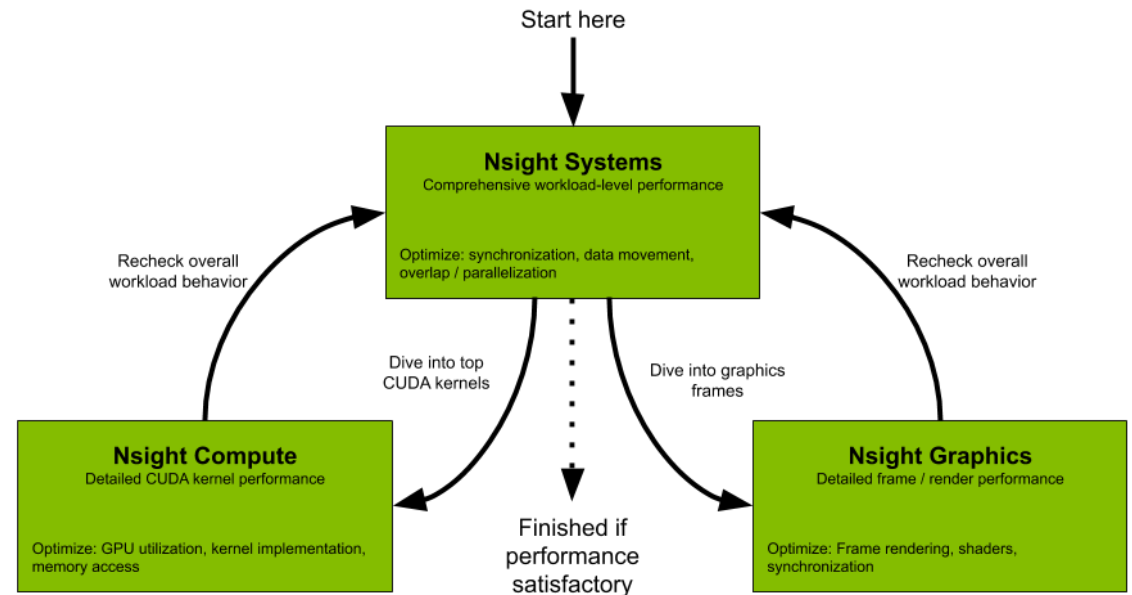 Start here
Nsight Systems
Comprehensive workload-level performance
Optimize: synchronization, data movement,
overlap / parallelization
Recheck overall
workload behavior
Recheck overall
workload behavior
Dive into top
CUDA kernels
Dive into graphics
frames
Nsight Compute
Detailed CUDA kernel performance
Optimize: GPU utilization, kernel implementation,
memory access
Finished if
performance
satisfactory
Nsight Graphics
Detailed frame / render performance
Optimize: Frame rendering, shaders,
synchronization